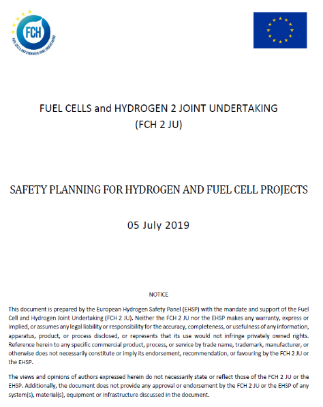 FCH
FUEL CELLS and HYDROGEN 2 JOINT UNDERTAKING
(FCH 2 JU)
SAFETY PLANNING FOR HYDROGEN AND FUEL CELL PROJECTS
05 July 2019
NOTICE
This document is prepared by the European Hydrogen Safety Panel (EHSP) with the mandate and support of the Fuel
Cell and Hydrogen Joint Undertaking (FCH 2 JU). Neither the FCH 2 JU nor the EHSP makes any warranty, express or
implied, or assumes any legal liability or responsibility for the accuracy, completeness, or usefulness of any information,
apparatus, product, or process disclosed, or represents that its use would not infringe privately owned rights.
Reference herein to any specific commercial product, process, or service by trade name, trademark, manufacturer, or
otherwise does not necessarily constitute or imply its endorsement, recommendation, or favouring by the FCH 2 JU or
the EHSP.
The views and opinions of authors expressed herein do not necessarily state or reflect those of the FCH 2 JU or the
EHSP. Additionally, the document does not provide any approval or endorsement by the FCH 2 JU or the EHSP of any
system(s), material(s), equipment or infrastructure discussed in the document.